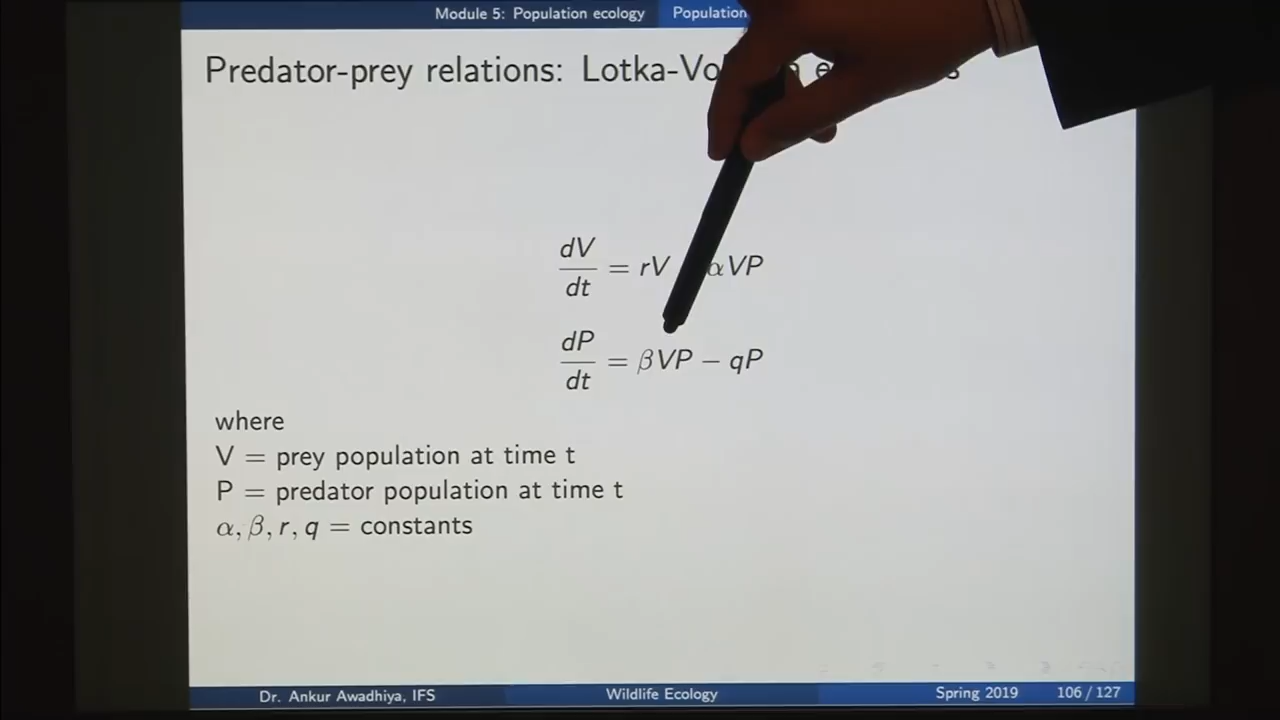 Module 5: Population ecology Population
Predator-prey relations: Lotka-Vo
dV/dt = rV αVP
dP/dt = βVP − qP
where
V = prey population at time t
P = predator population at time t
α, β, r, q = constants
Dr. Ankur Awadhiya, IFS Wildlife Ecology Spring 2019 106 / 127